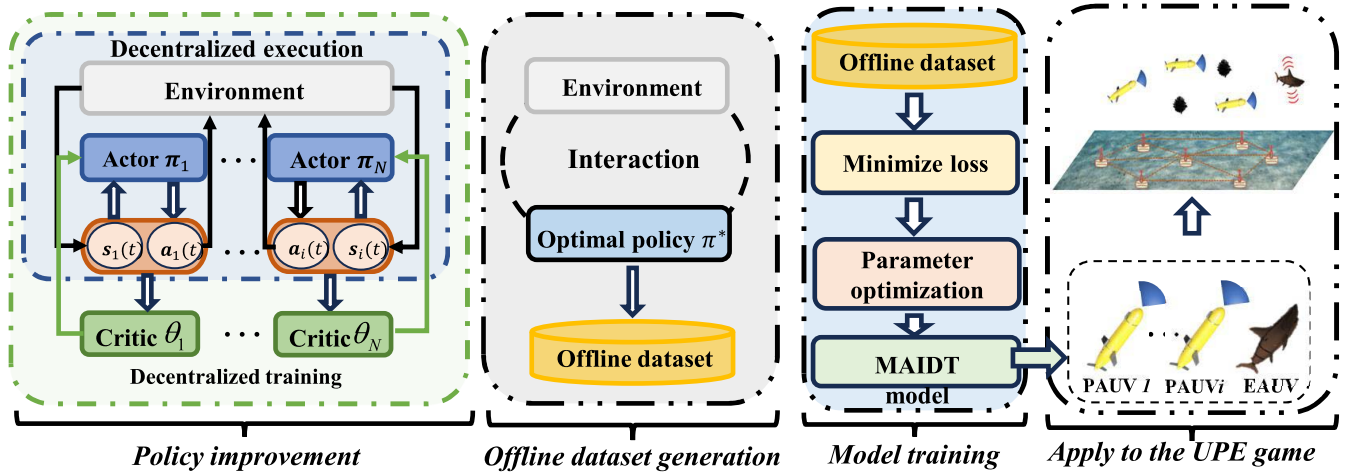 Decentralized execution
Environment
Actor π₁
. . .
Actor π_N
s₁(t)
a₁(t)
. . .
aᵢ(t)
sᵢ(t)
Critic θ₁
. . .
Critic θ_N
Decentralized training
Policy improvement
Environment
Interaction
Optimal policy π*
Offline dataset
Offline dataset generation
Offline dataset
Minimize loss
Parameter
optimization
MAIDT
model
Model training
PAUV 1
. . .
PAUVi
EAUV
Apply to the UPE game